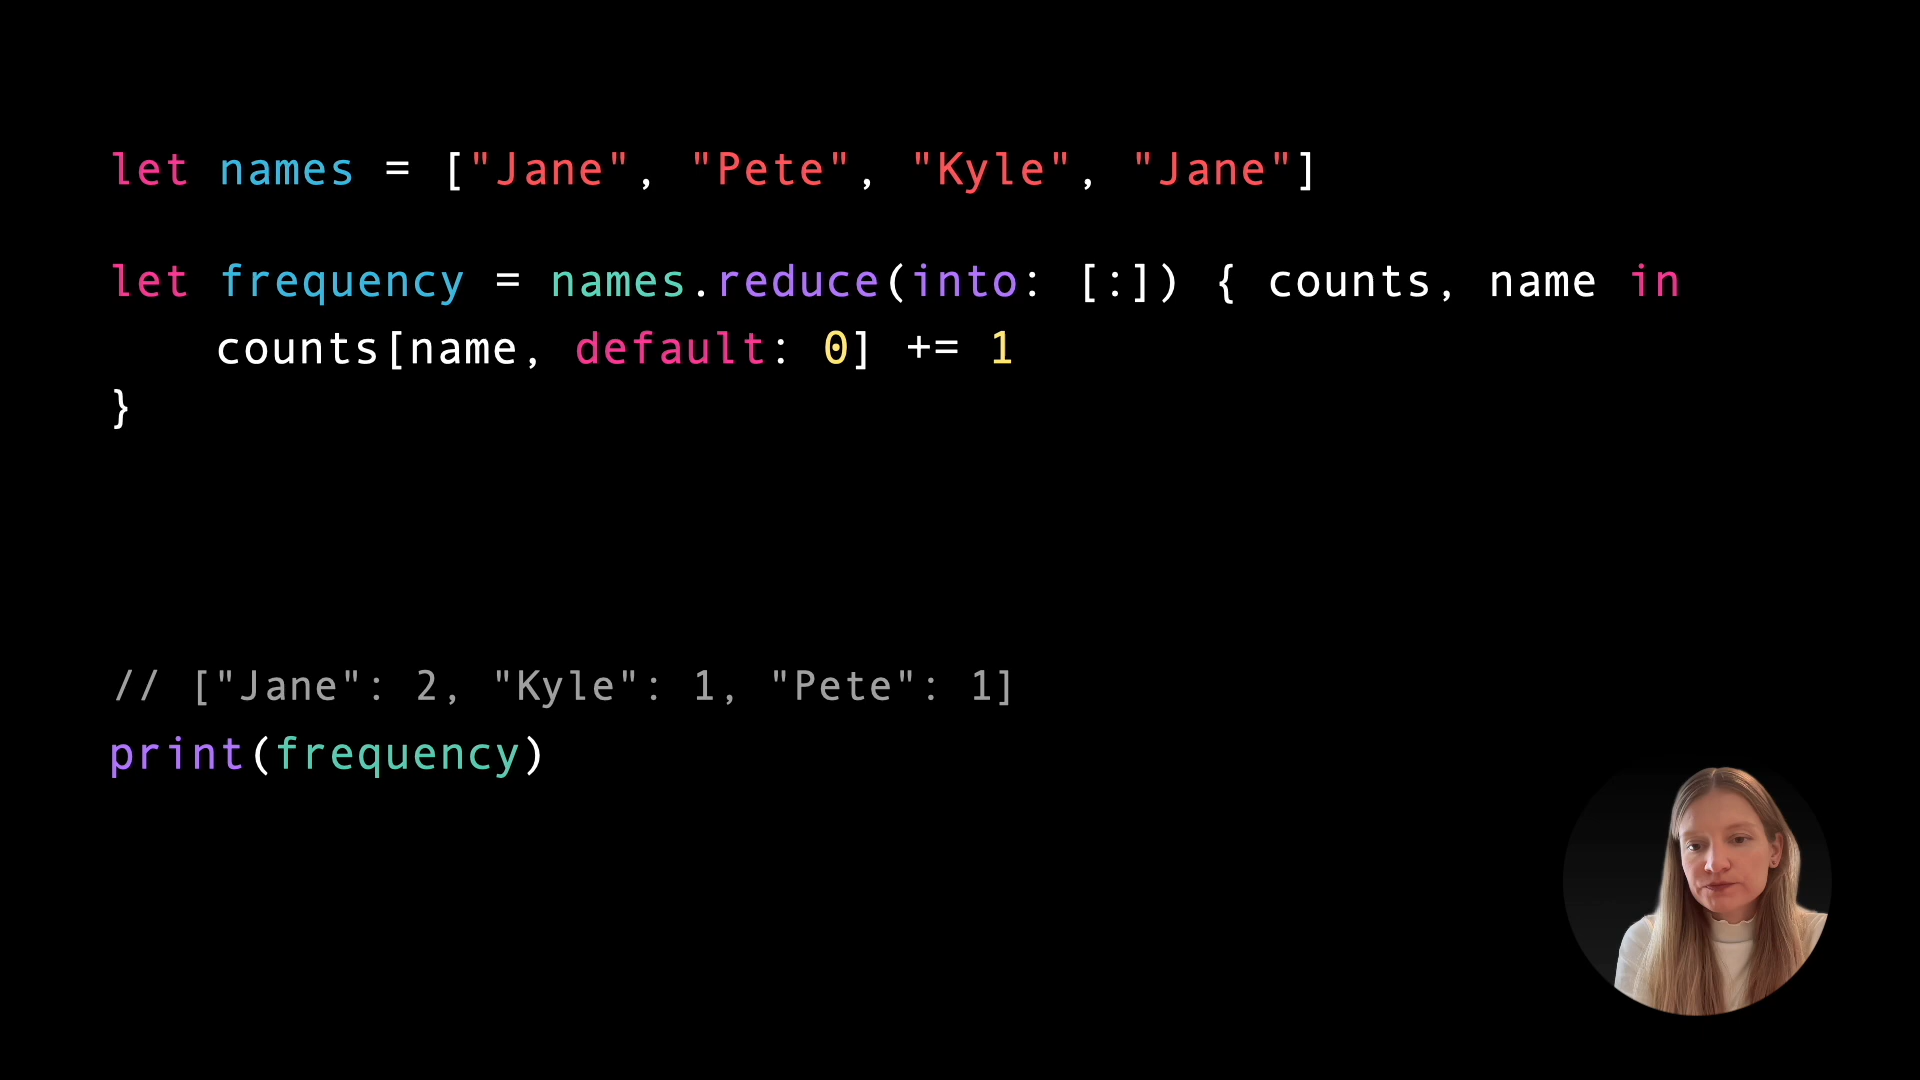 let names = ["Jane", "Pete", "Kyle", "Jane"]
let frequency = names.reduce(into: [:]) { counts, name in
    counts[name, default: 0] += 1
}
// ["Jane": 2, "Kyle": 1, "Pete": 1]
print(frequency)